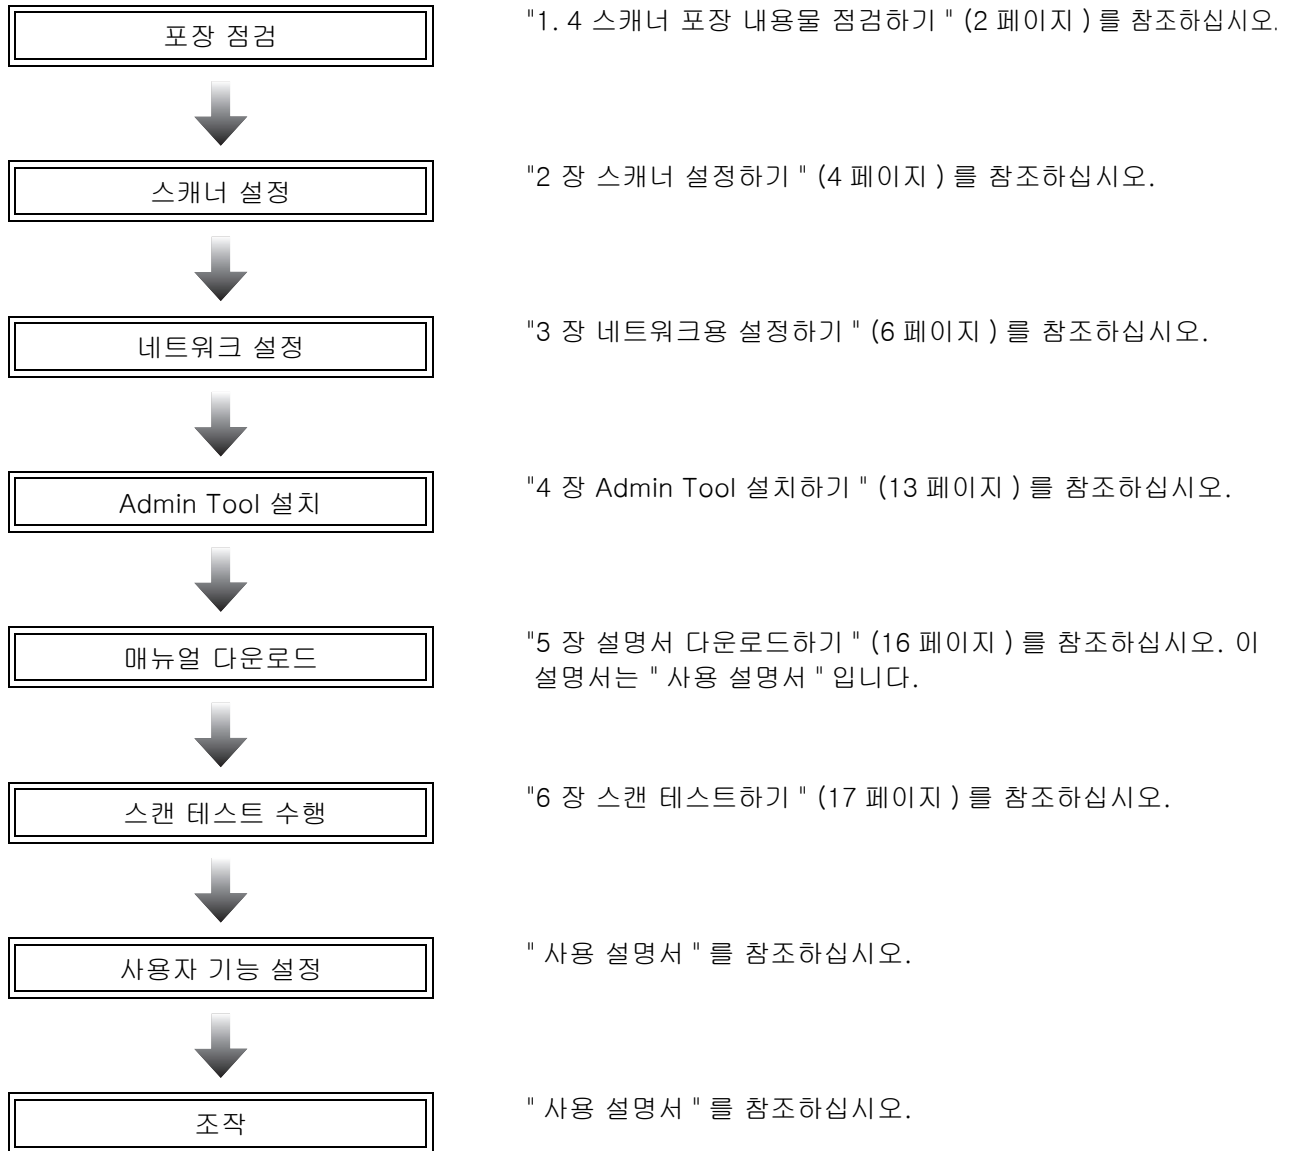 포장 점검
"1. 4 스캐너 포장 내용물 점검하기 " (2 페이지 ) 를 참조하십시오.
스캐너 설정
"2 장 스캐너 설정하기 " (4 페이지 ) 를 참조하십시오.
네트워크 설정
"3 장 네트워크용 설정하기 " (6 페이지 ) 를 참조하십시오.
Admin Tool 설치
"4 장 Admin Tool 설치하기 " (13 페이지 ) 를 참조하십시오.
매뉴얼 다운로드
"5 장 설명서 다운로드하기 " (16 페이지 ) 를 참조하십시오. 이
설명서는 " 사용 설명서 " 입니다.
스캔 테스트 수행
"6 장 스캔 테스트하기 " (17 페이지 ) 를 참조하십시오.
사용자 기능 설정
" 사용 설명서 " 를 참조하십시오.
조작
" 사용 설명서 " 를 참조하십시오.